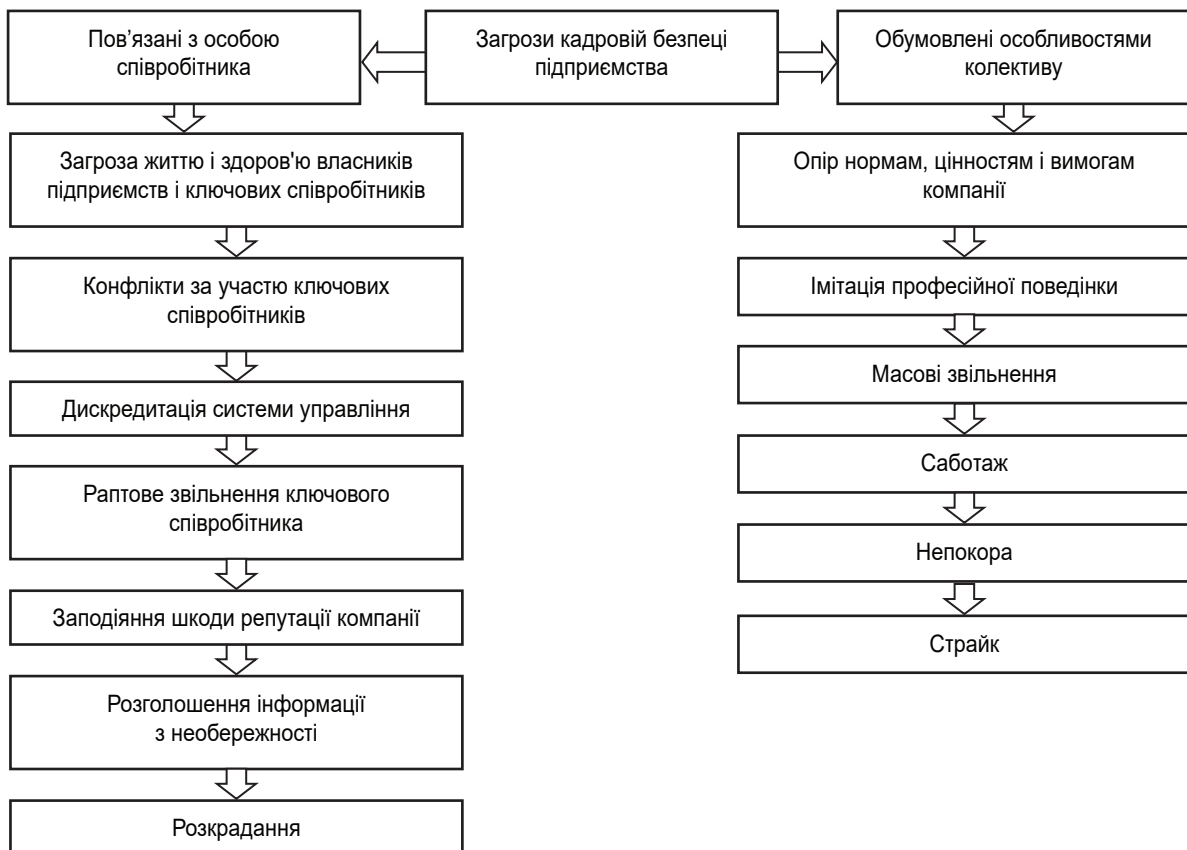 Пов’язані з особою
співробітника
Загрози кадровій безпеці
підприємства
Обумовлені особливостями
колективу
Загроза життю і здоров'ю власників
підприємств і ключових співробітників
Конфлікти за участю ключових
співробітників
Дискредитація системи управління
Раптове звільнення ключового
співробітника
Заподіяння шкоди репутації компанії
Розголошення інформації
з необережності
Розкрадання
Опір нормам, цінностям і вимогам
компанії
Імітація професійної поведінки
Масові звільнення
Саботаж
Непокора
Страйк